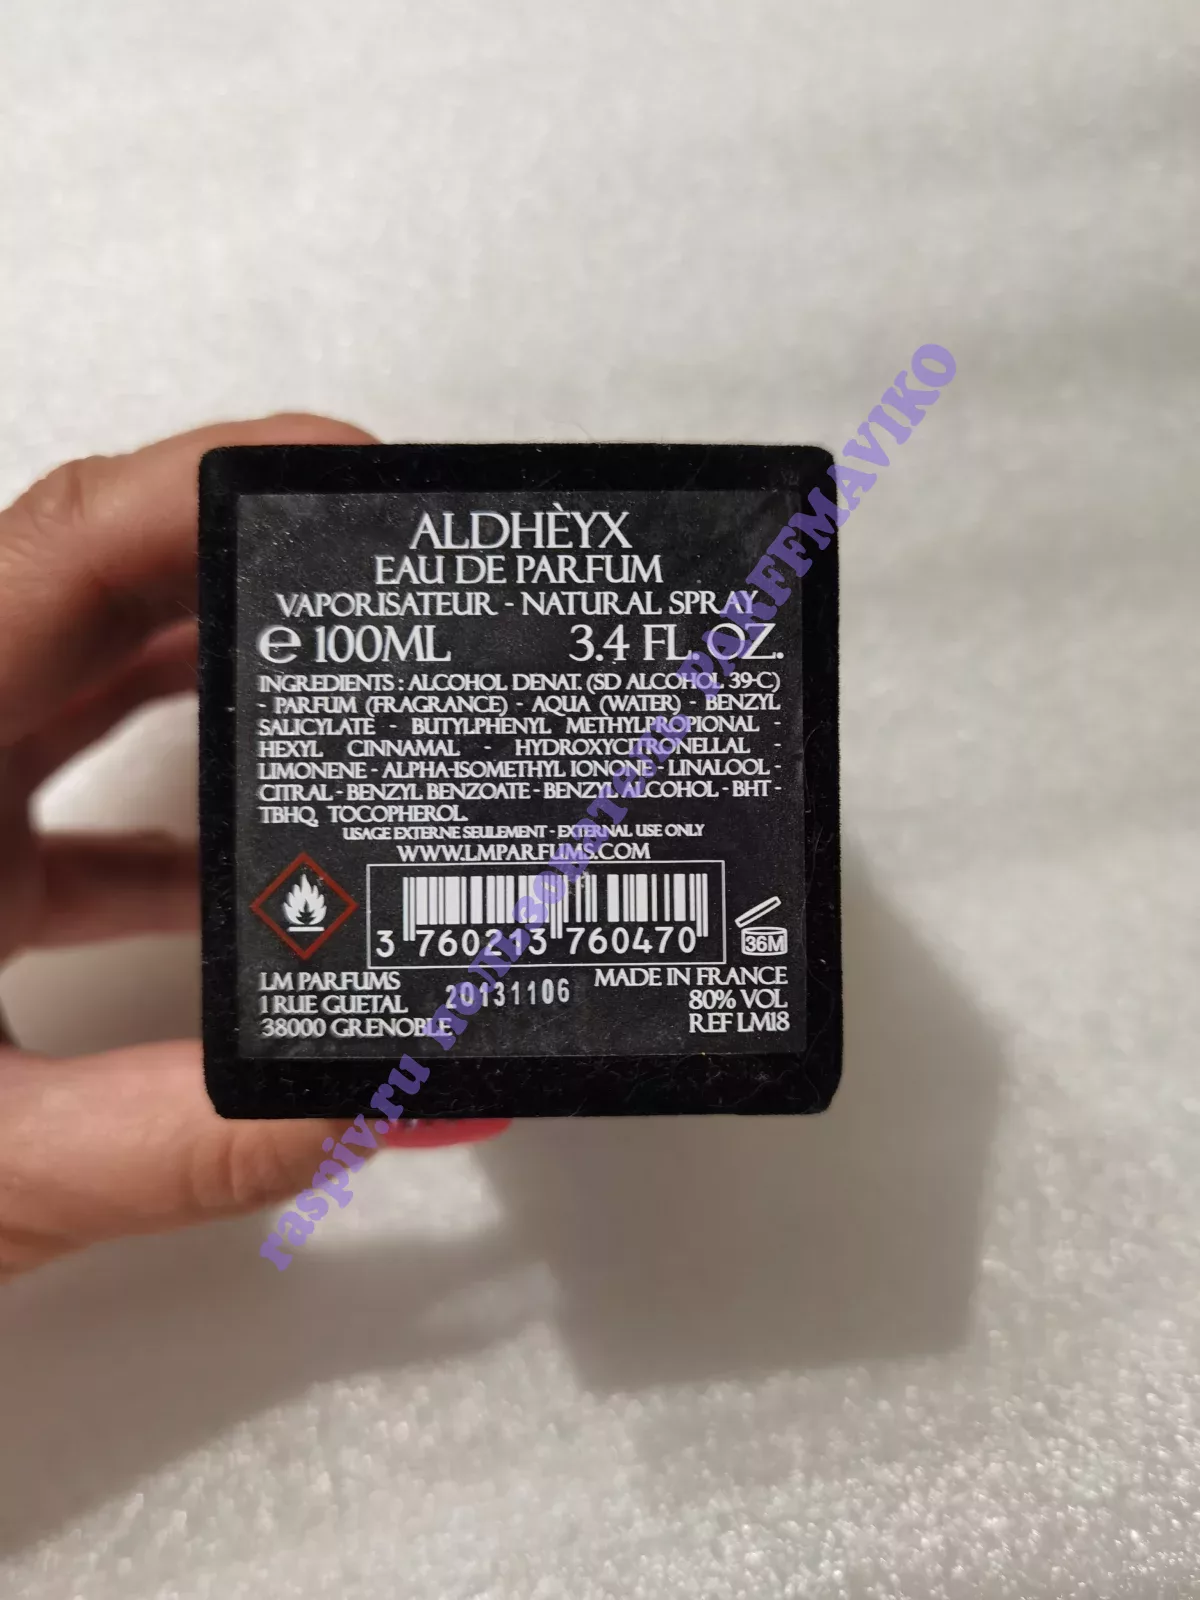 ALDHÈYX
EAU DE PARFUM
VAPORISATEUR - NATURAL SPRAY
℮ 100ML 3.4 FL. OZ.
INGREDIENTS : ALCOHOL DENAT. (SD ALCOHOL 39-C)
- PARFUM (FRAGRANCE) - AQUA (WATER) - BENZYL
SALICYLATE - BUTYLPHENYL METHYLPROPIONAL -
HEXYL CINNAMAL - HYDROXYCITRONELLAL -
LIMONENE - ALPHA-ISOMETHYL IONONE - LINALOOL -
CITRAL - BENZYL BENZOATE - BENZYL ALCOHOL - BHT -
TBHQ, TOCOPHEROL.
USAGE EXTERNE SEULEMENT - EXTERNAL USE ONLY
WWW.LMPARFUMS.COM
3 760213 760470
36M
LM PARFUMS
1 RUE GUETAL
38000 GRENOBLE
20131106
MADE IN FRANCE
80% VOL
REF LM18
raspiv.ru пользователь PARFFMAVIKO